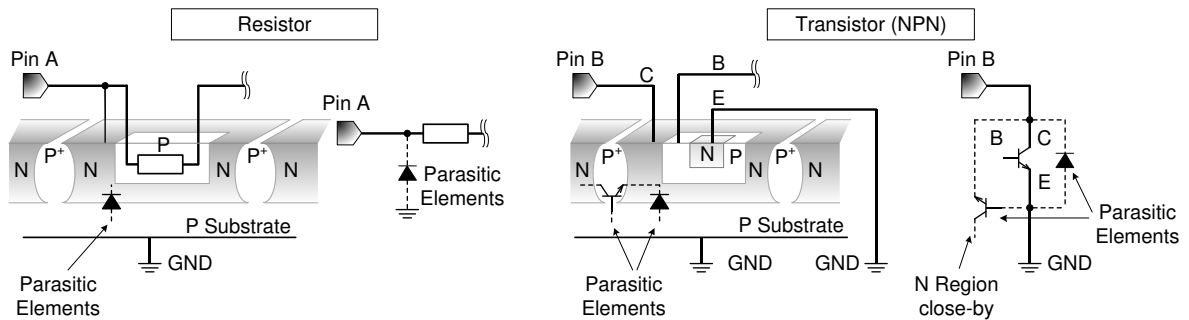 Resistor
Transistor (NPN)
Pin A
Pin A
N
P+
N
P
N
P+
N
Parasitic
Elements
P Substrate
GND
Parasitic
Elements
Pin B
C
B
E
N
P+
N
N
P
N
P+
N
P Substrate
GND
GND
Parasitic
Elements
Pin B
B
C
E
Parasitic
Elements
GND
N Region
close-by